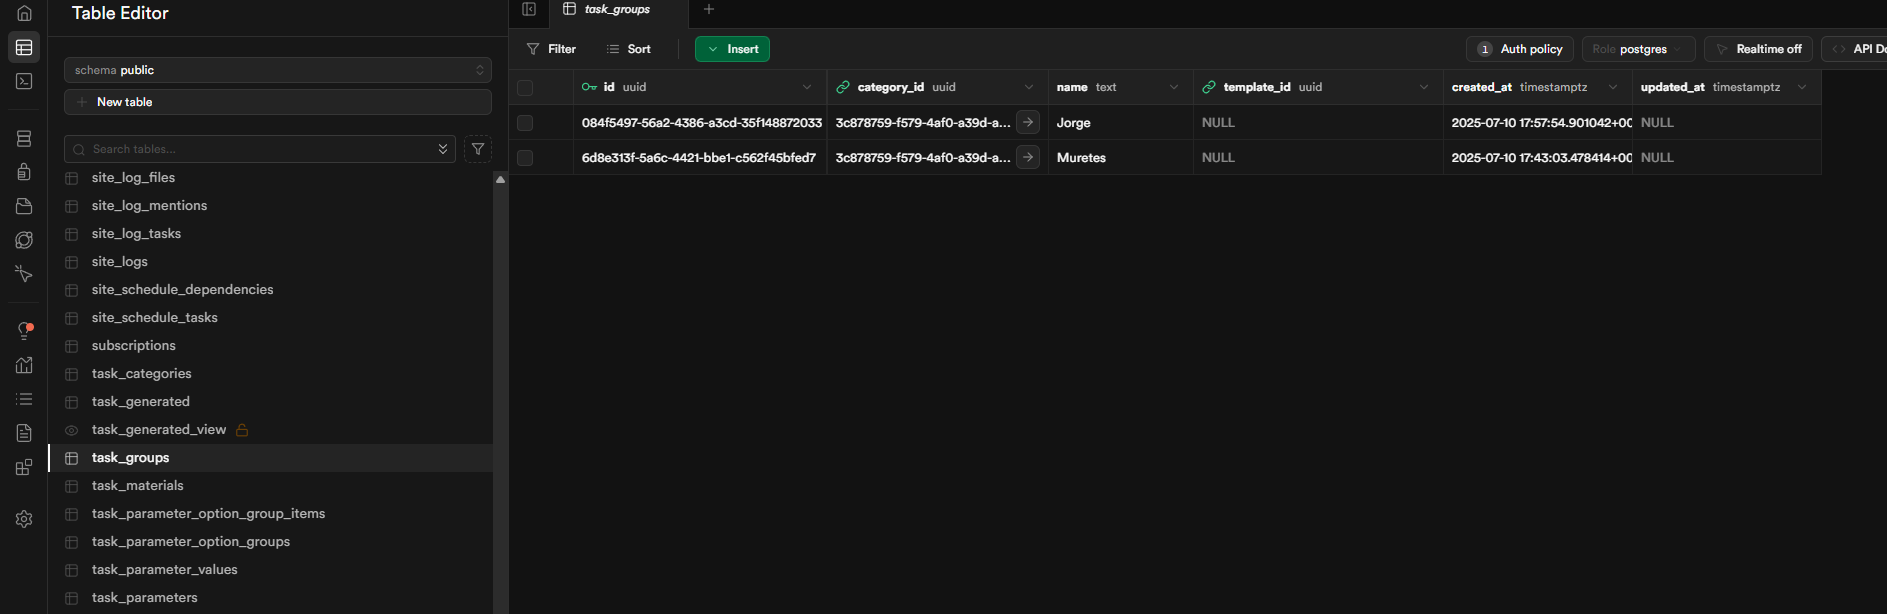 Table Editor
task_groups
schema public
New table
Search tables...
site_log_files
site_log_mentions
site_log_tasks
site_logs
site_schedule_dependencies
site_schedule_tasks
subscriptions
task_categories
task_generated
task_generated_view
task_groups
task_materials
task_parameter_option_group_items
task_parameter_option_groups
task_parameter_values
task_parameters
Filter Sort Insert 1 Auth policy Role postgres Realtime off API Do
id uuid category_id uuid name text template_id uuid created_at timestamptz updated_at timestamptz
084f5497-56a2-4386-a3cd-35f148872033 3c878759-f579-4af0-a39d-a... Jorge NULL 2025-07-10 17:57:54.901042+00 NULL
6d8e313f-5a6c-4421-bbe1-c562f45bfed7 3c878759-f579-4af0-a39d-a... Muretes NULL 2025-07-10 17:43:03.478414+00 NULL